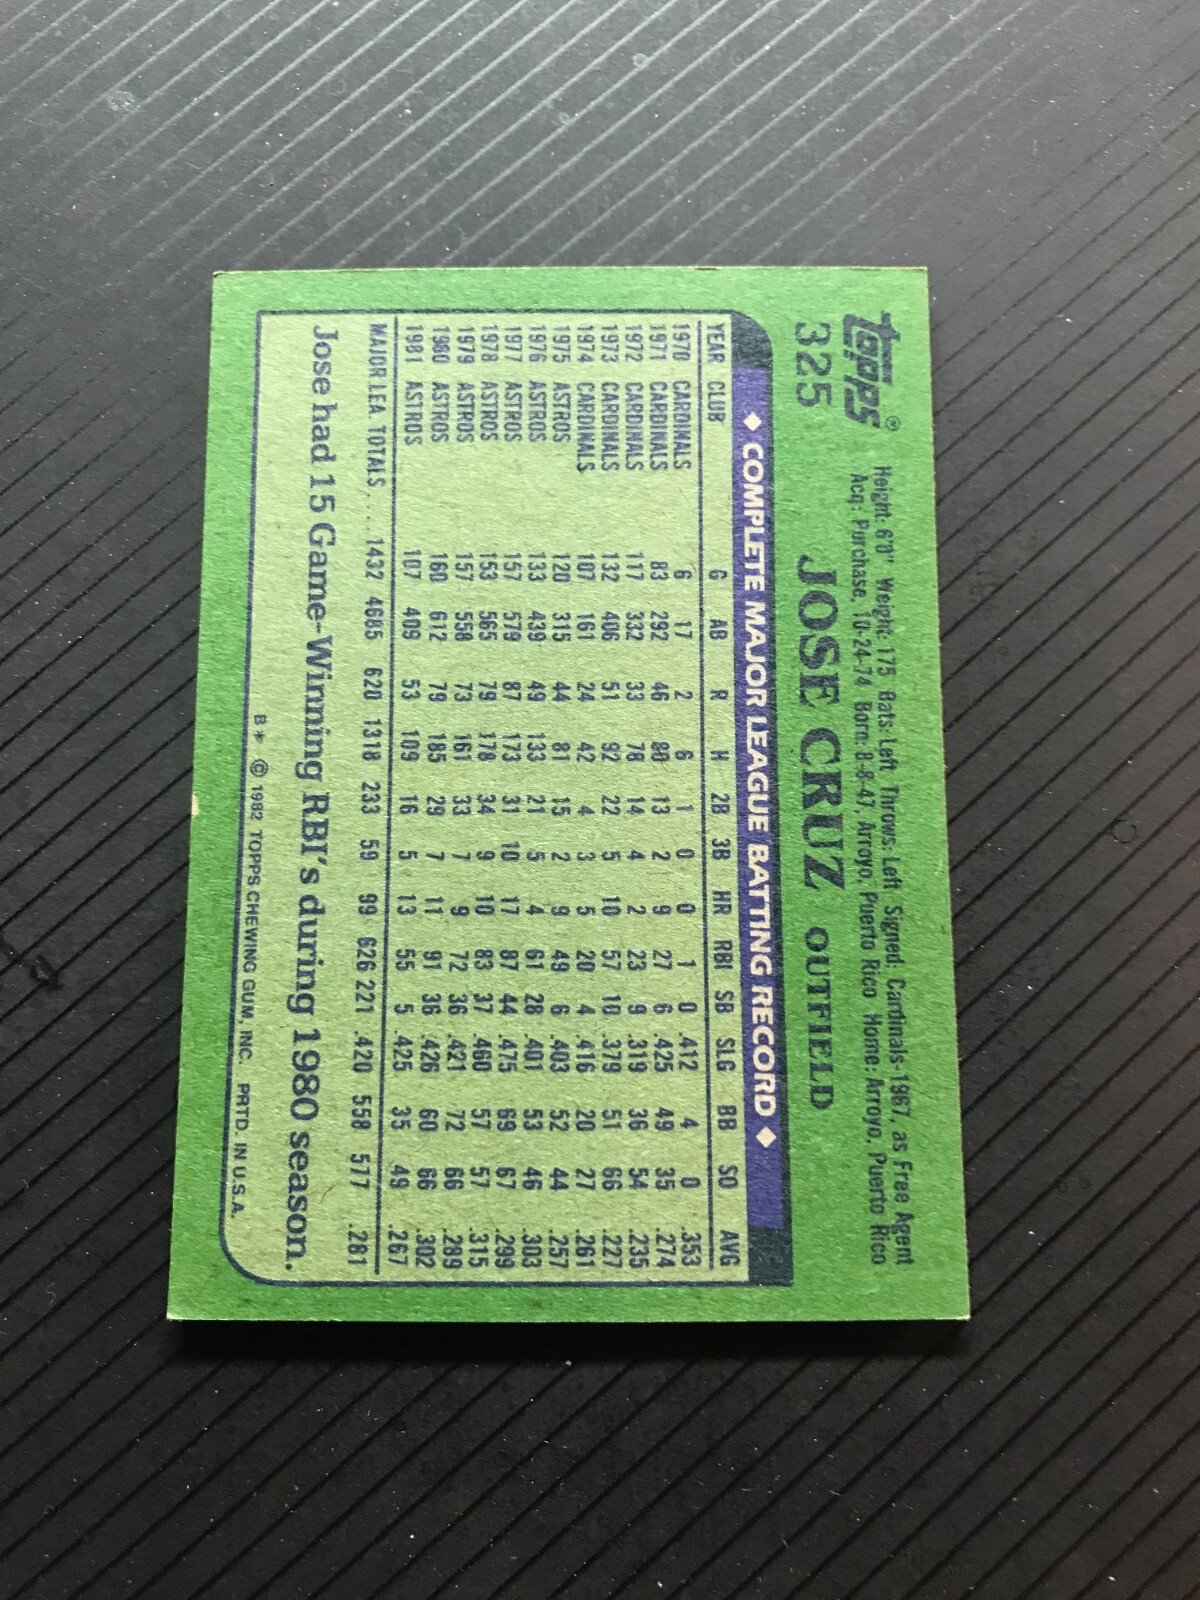 topps®
325 JOSE CRUZ OUTFIELD
Height: 6'0" Weight: 175 Bats: Left Throws: Left Signed: Cardinals-1967, as Free Agent
Acq: Purchase, 10-24-74 Born: 8-8-47, Arroyo, Puerto Rico Home: Arroyo, Puerto Rico
◆ COMPLETE MAJOR LEAGUE BATTING RECORD ◆
YEAR CLUB G AB R H 2B 3B HR RBI SB SLG BB SO AVG
1970 CARDINALS 6 17 2 6 1 0 0 1 0 .412 4 0 .353
1971 CARDINALS 83 292 46 80 13 2 9 27 6 .425 49 35 .274
1972 CARDINALS 117 332 33 78 14 4 2 23 9 .319 36 54 .235
1973 CARDINALS 132 406 51 92 22 5 10 57 10 .379 51 66 .227
1974 CARDINALS 107 161 24 42 4 3 5 20 4 .416 20 27 .261
1975 ASTROS 120 315 44 81 15 2 9 49 6 .403 52 44 .257
1976 ASTROS 133 439 49 133 21 5 4 61 28 .401 53 46 .303
1977 ASTROS 157 579 87 173 31 10 17 87 44 .475 69 67 .299
1978 ASTROS 153 565 79 178 34 9 10 83 37 .460 57 57 .315
1979 ASTROS 157 558 73 161 33 7 9 72 36 .421 72 66 .289
1980 ASTROS 160 612 79 185 29 7 11 91 36 .426 60 66 .302
1981 ASTROS 107 409 53 109 16 5 13 55 5 .425 35 49 .267
MAJOR LEA. TOTALS.... 1432 4685 620 1318 233 59 99 626 221 .420 558 577 .281
Jose had 15 Game-Winning RBI's during 1980 season.
B* © 1982 TOPPS CHEWING GUM, INC. PRTD. IN U.S.A.